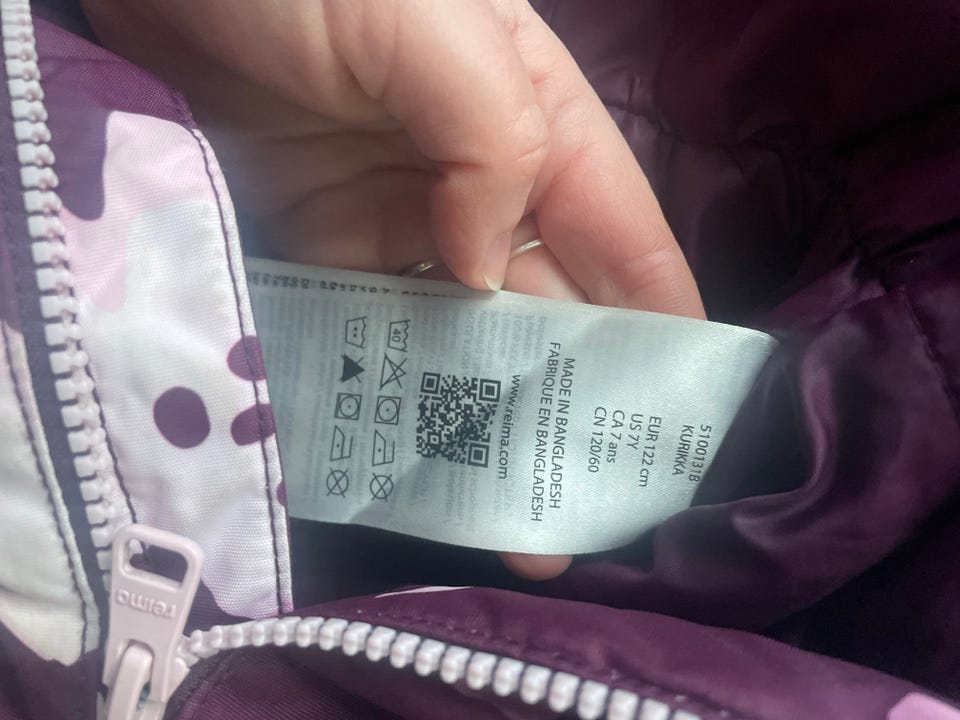 51001318
KURIKKA
EUR 122 cm
US 7Y
CA 7 ans
CN 120/60
MADE IN BANGLADESH
FABRIQUE EN BANGLADESH
www.reima.com
40
reima